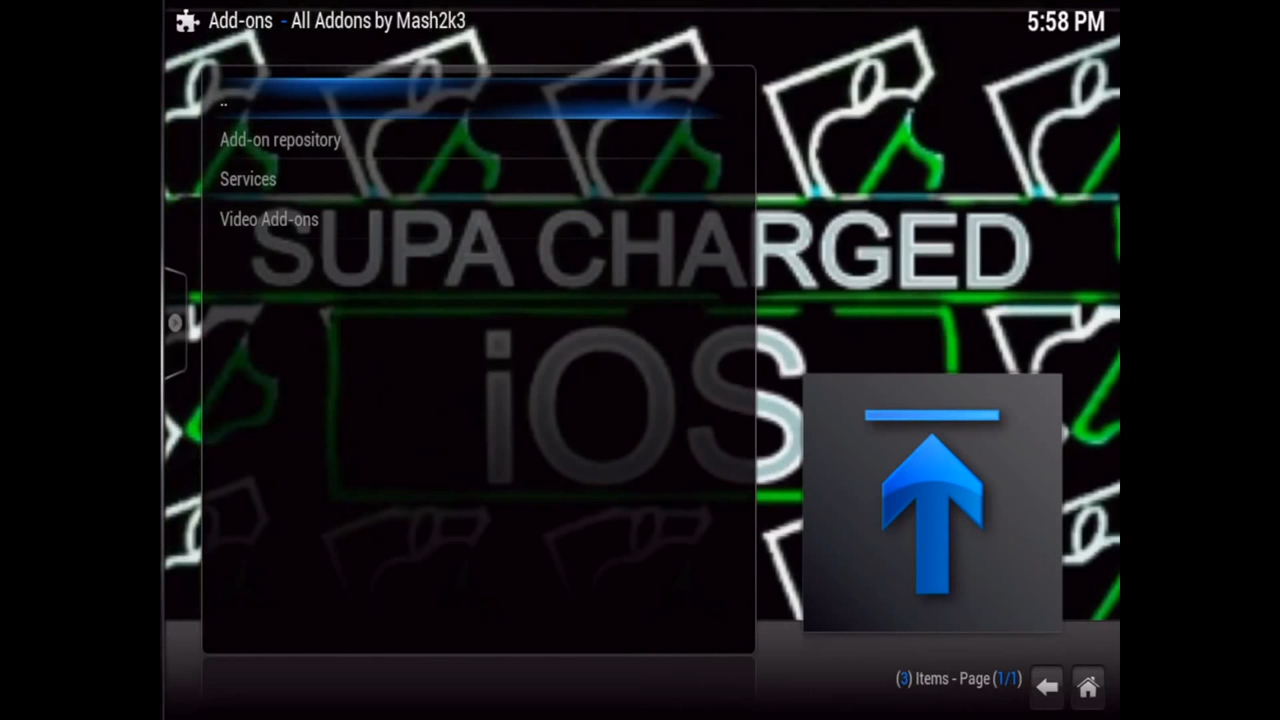 Add-ons - All Addons by Mash2k3
5:58 PM
..
Add-on repository
Services
Video Add-ons
SUPA CHARGED
iOS
(3) Items - Page (1/1)